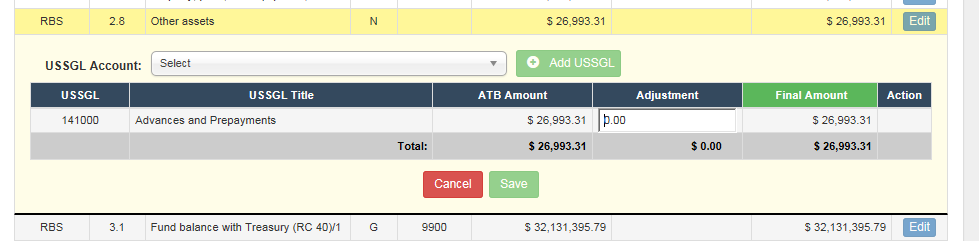 RBS 2.8 Other assets N $ 26,993.31 $ 26,993.31 Edit
USSGL Account: Select Add USSGL
USSGL USSGL Title ATB Amount Adjustment Final Amount Action
141000 Advances and Prepayments $ 26,993.31 0.00 $ 26,993.31
Total: $ 26,993.31 $ 0.00 $ 26,993.31
Cancel Save
RBS 3.1 Fund balance with Treasury (RC 40)/1 G 9900 $ 32,131,395.79 $ 32,131,395.79 Edit